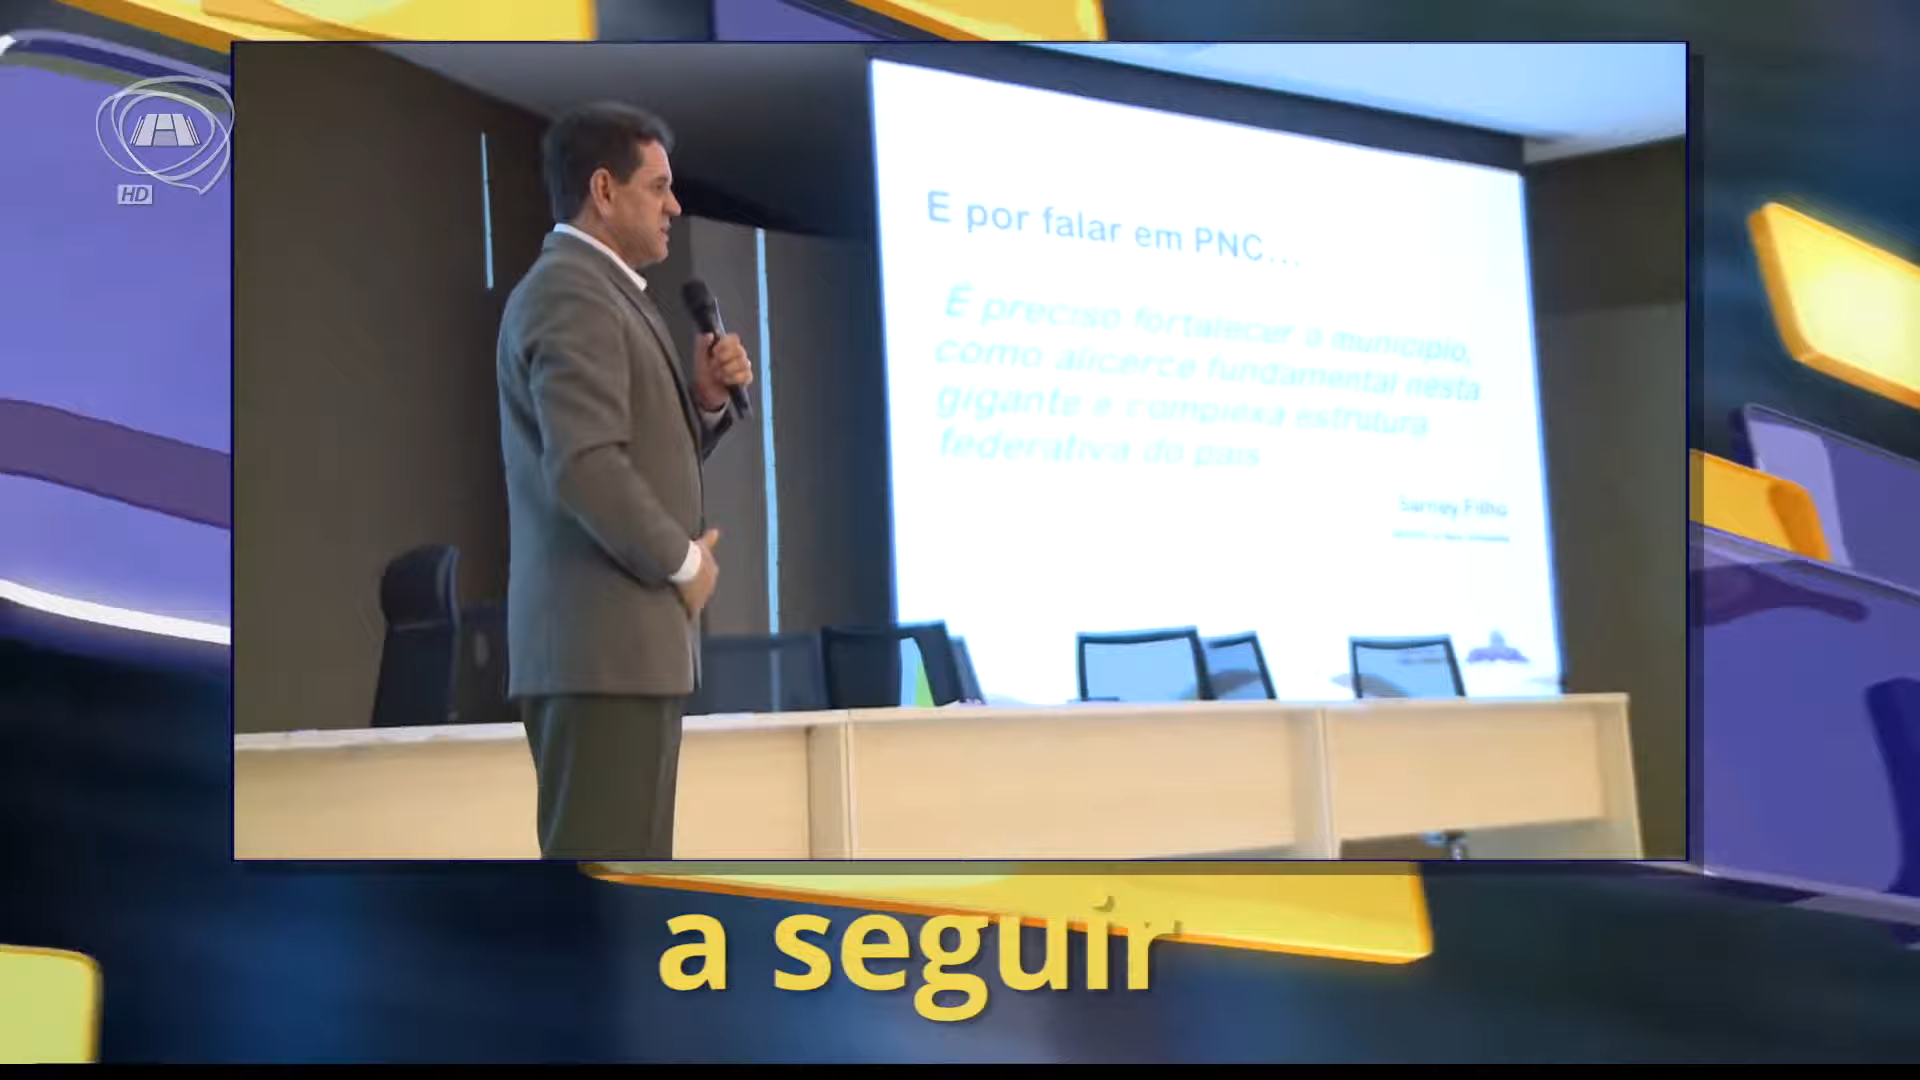 HD
E por falar em PNC...
É preciso fortalecer o município,
como alicerce fundamental nesta
gigante e complexa estrutura
federativa do país
Sarney Filho
a seguir